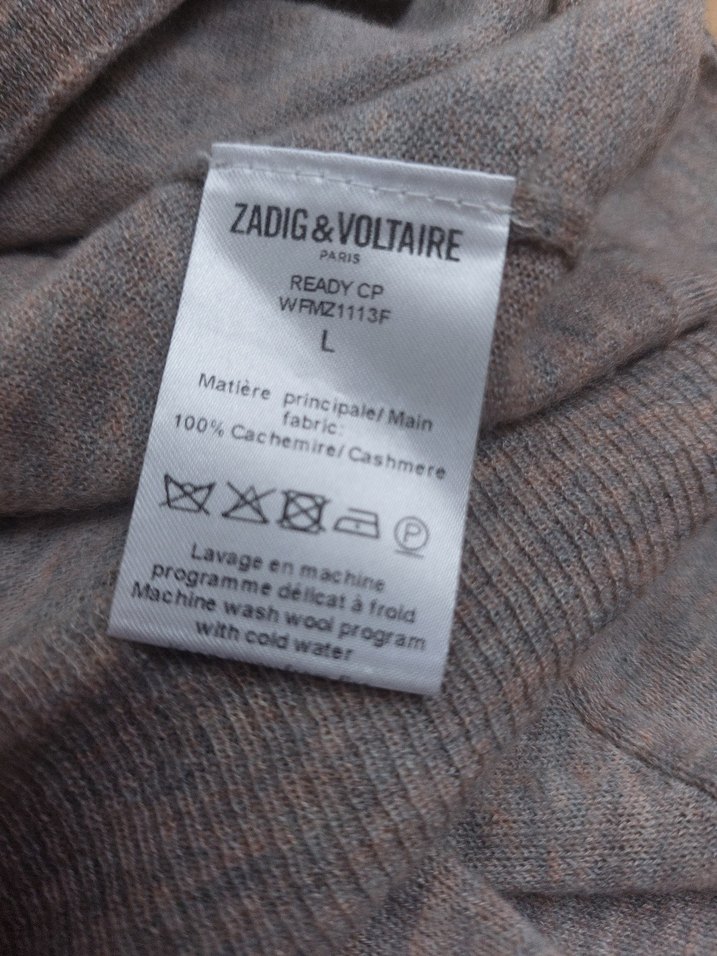 ZADIG&VOLTAIRE
PARIS
READY CP
WFMZ1113F
L
Matière principale/Main
fabric:
100% Cachemire/Cashmere
P
Lavage en machine
programme délicat à froid
Machine wash wool program
with cold water